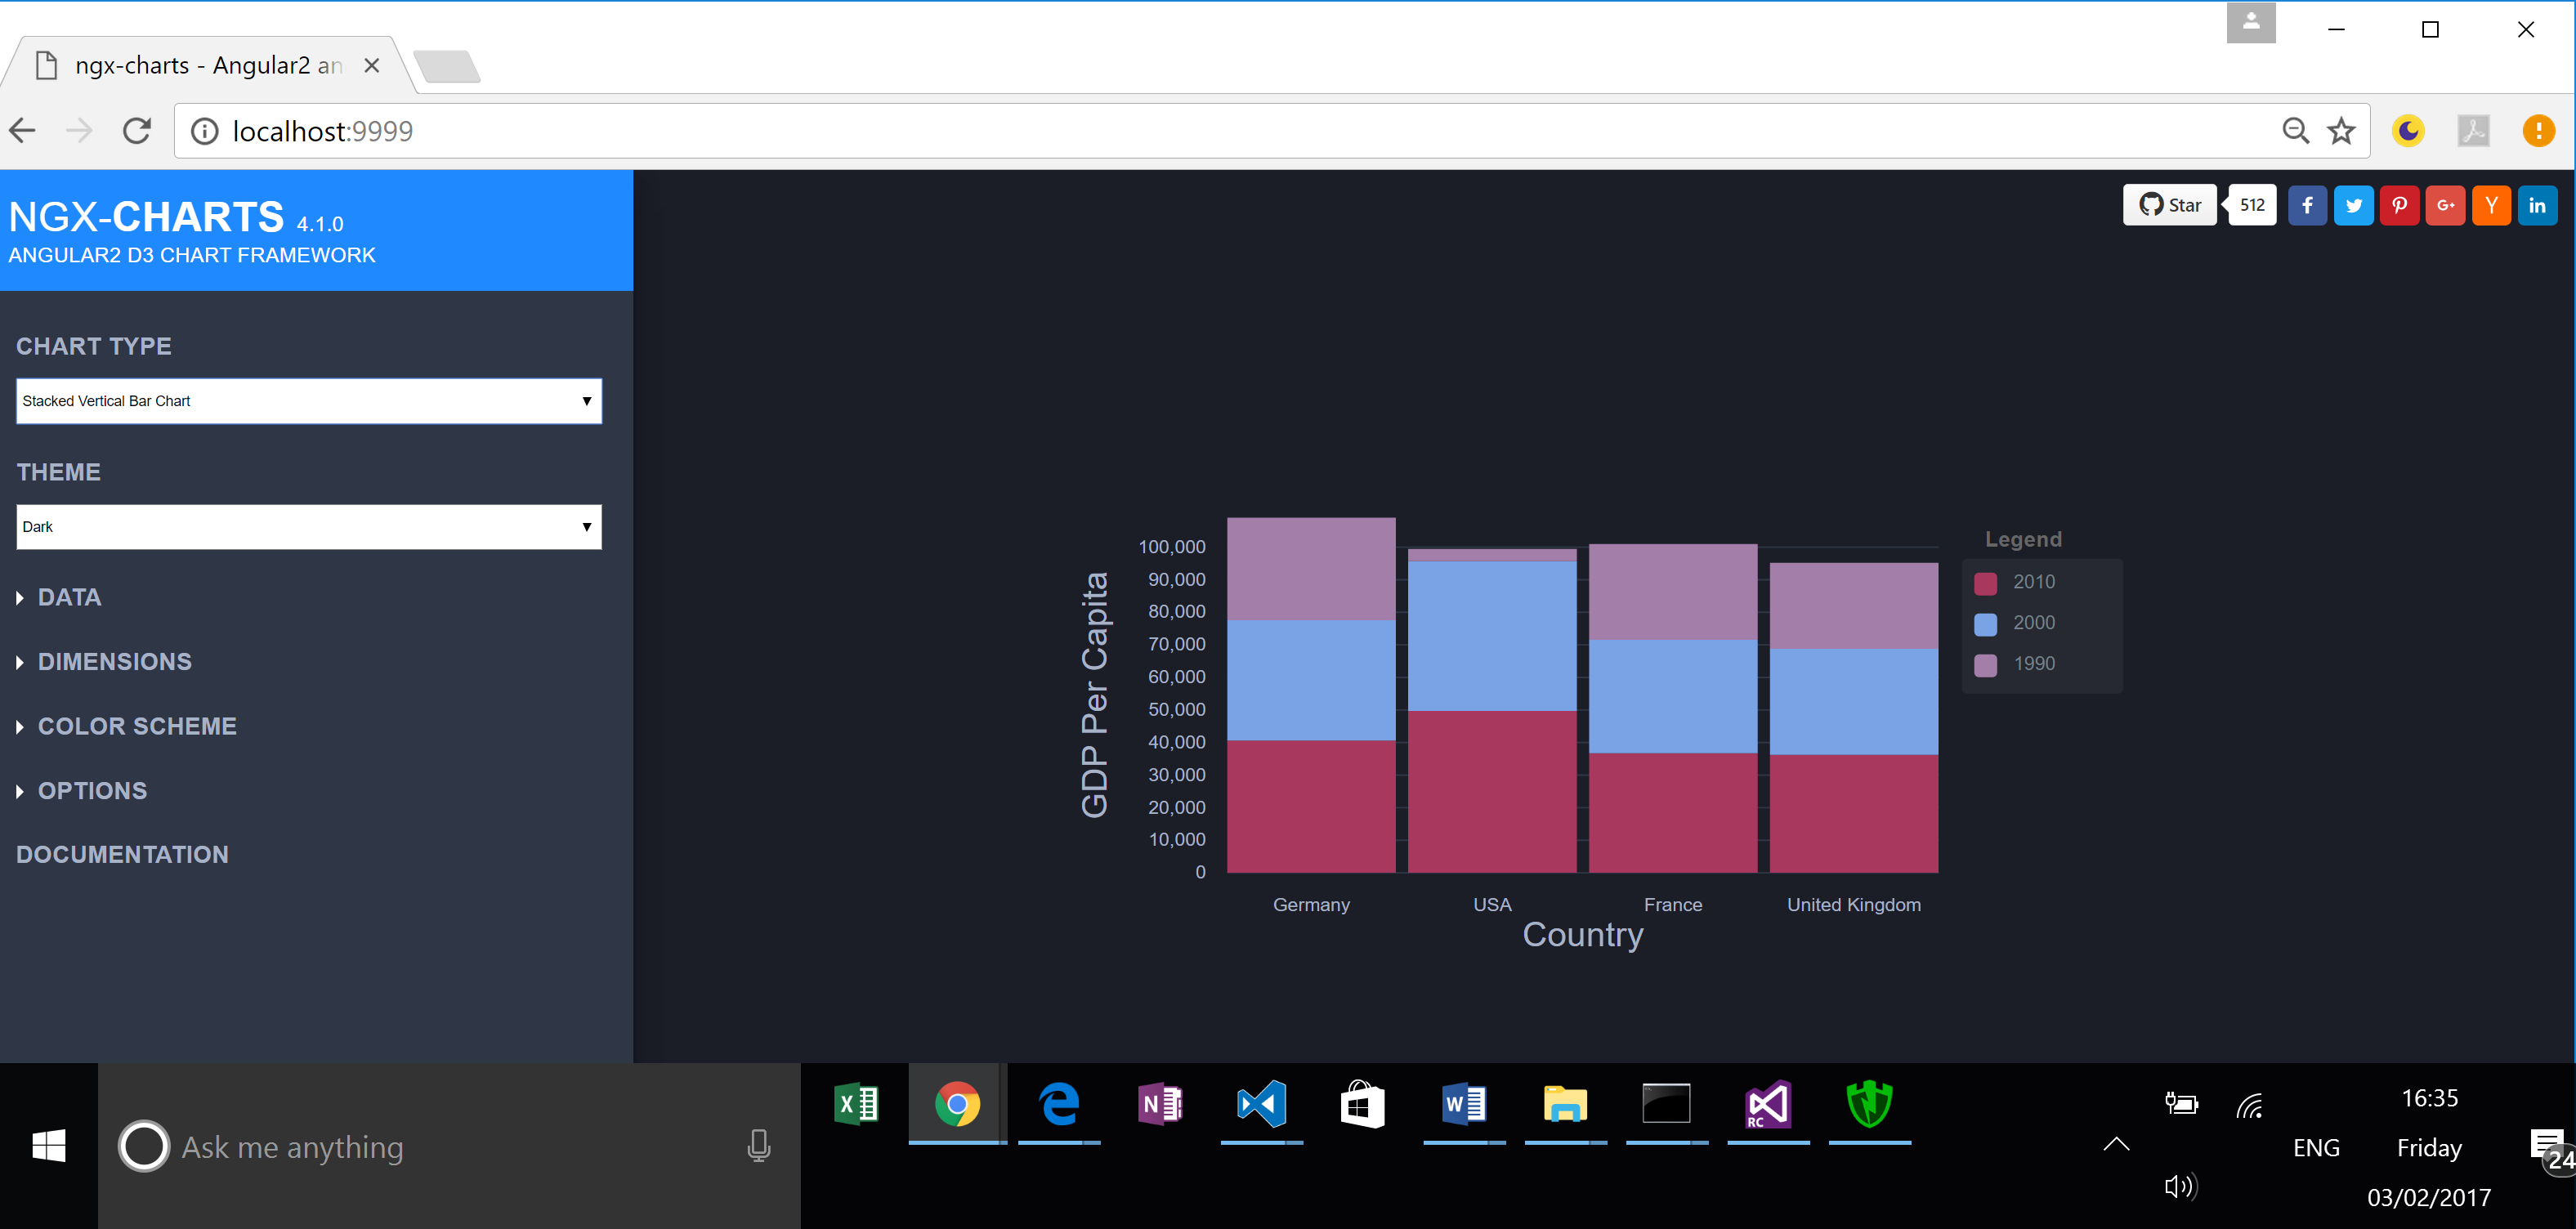 ngx-charts - Angular2 an
localhost:9999
NGX-CHARTS 4.1.0
ANGULAR2 D3 CHART FRAMEWORK
Star
512
f
G+
Y
in
CHART TYPE
Stacked Vertical Bar Chart
THEME
Dark
DATA
DIMENSIONS
COLOR SCHEME
OPTIONS
DOCUMENTATION
GDP Per Capita
100,000
90,000
80,000
70,000
60,000
50,000
40,000
30,000
20,000
10,000
0
Germany
USA
France
United Kingdom
Country
Legend
2010
2000
1990
Ask me anything
X
e
N
W
RC
16:35
ENG
Friday
24
03/02/2017